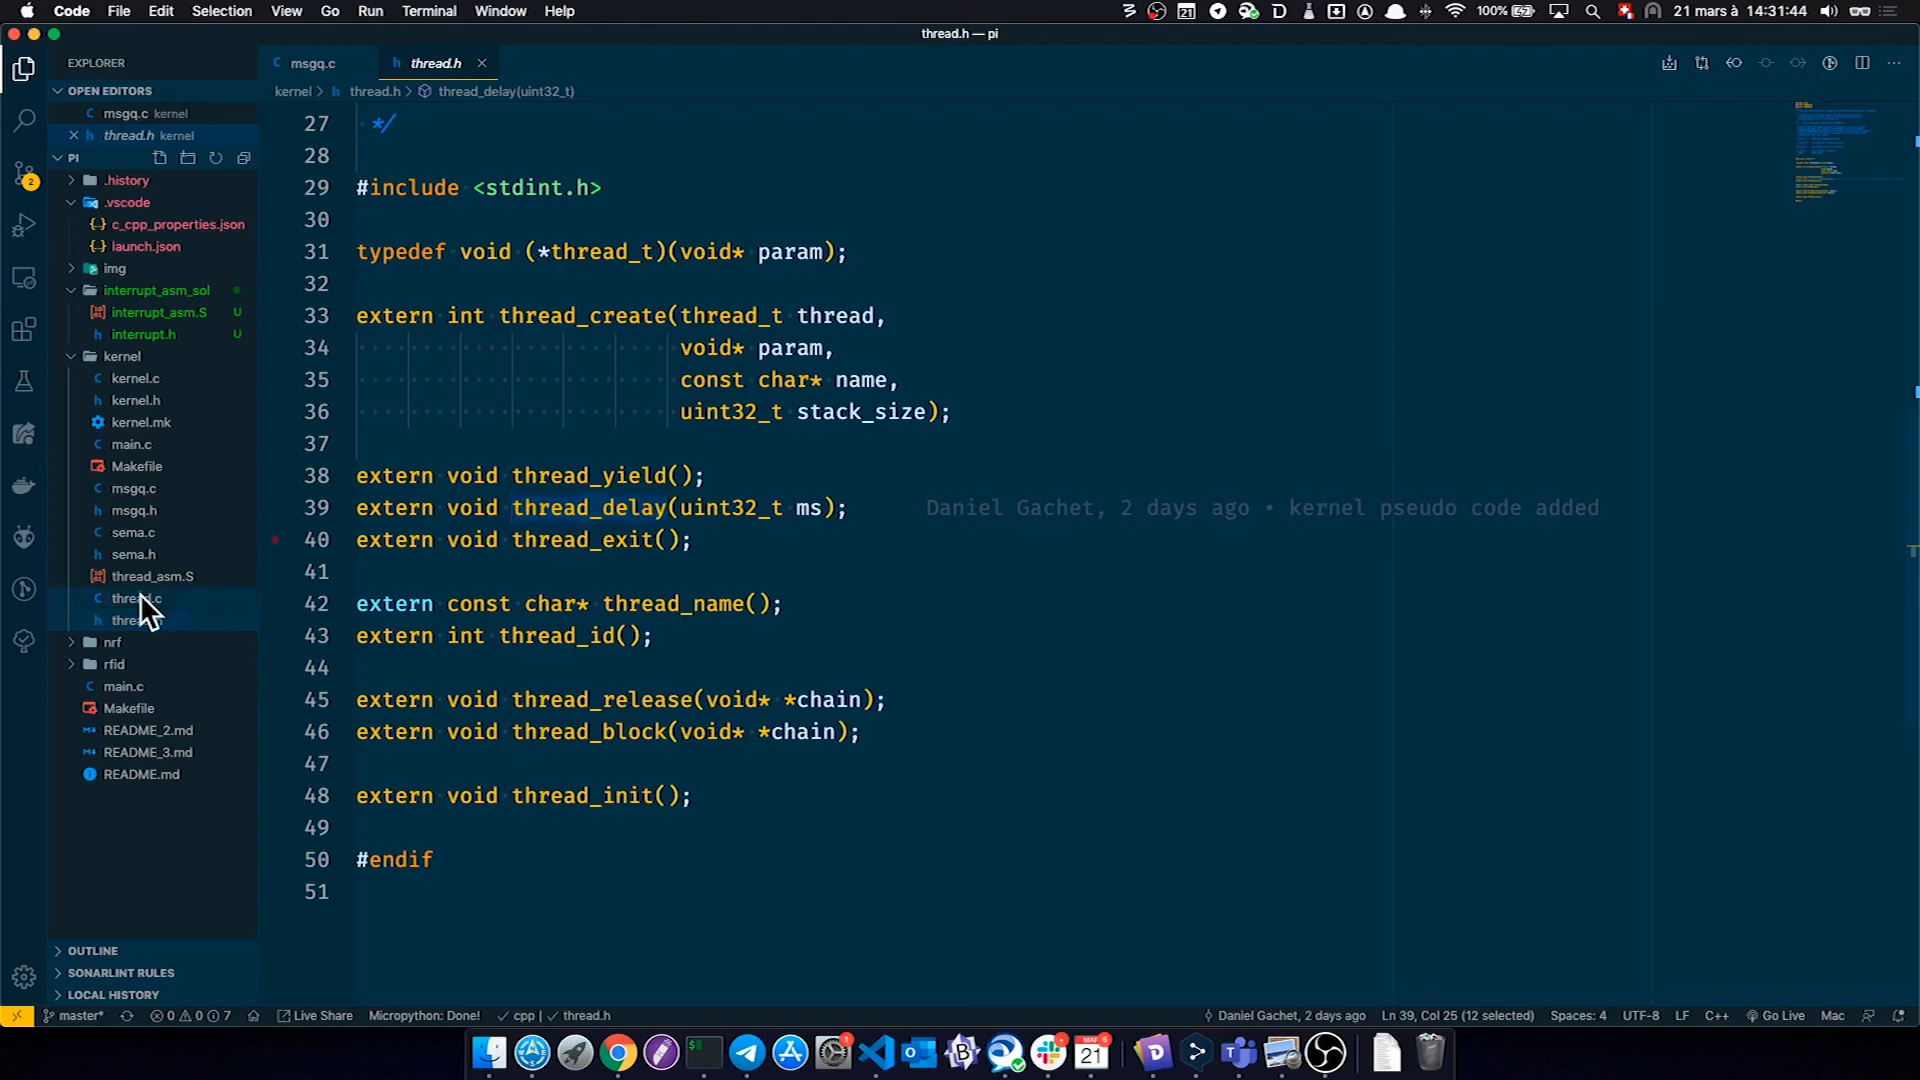 Code File Edit Selection View Go Run Terminal Window Help
100% 21 mars à 14:31:44
thread.h — pi
EXPLORER
OPEN EDITORS
msgq.c kernel
thread.h kernel
PI
.history
.vscode
c_cpp_properties.json
launch.json
img
interrupt_asm_sol
interrupt_asm.S U
interrupt.h U
kernel
kernel.c
kernel.h
kernel.mk
main.c
Makefile
msgq.c
msgq.h
sema.c
sema.h
thread_asm.S
thread.c
nrf
rfid
main.c
Makefile
README_2.md
README_3.md
README.md
OUTLINE
SONARLINT RULES
LOCAL HISTORY
msgq.c
thread.h
kernel > thread.h > thread_delay(uint32_t)
27 */
28
29 #include <stdint.h>
30
31 typedef void (*thread_t)(void* param);
32
33 extern int thread_create(thread_t thread,
34 void* param,
35 const char* name,
36 uint32_t stack_size);
37
38 extern void thread_yield();
39 extern void thread_delay(uint32_t ms); Daniel Gachet, 2 days ago • kernel pseudo code added
40 extern void thread_exit();
41
42 extern const char* thread_name();
43 extern int thread_id();
44
45 extern void thread_release(void* *chain);
46 extern void thread_block(void* *chain);
47
48 extern void thread_init();
49
50 #endif
51
master* 0 0 7 Live Share Micropython: Done! cpp | thread.h
Daniel Gachet, 2 days ago Ln 39, Col 25 (12 selected) Spaces: 4 UTF-8 LF C++ Go Live Mac